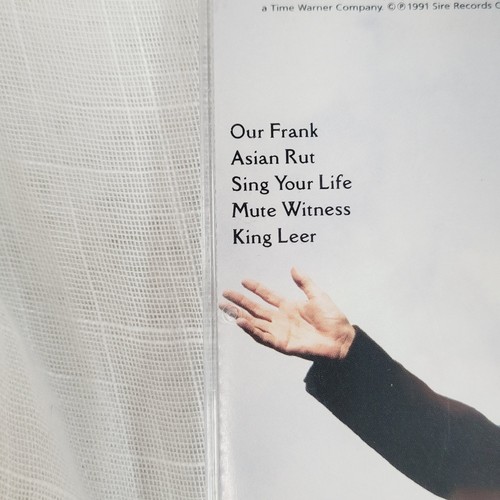 a Time Warner Company. © ℗ 1991 Sire Records
Our Frank
Asian Rut
Sing Your Life
Mute Witness
King Leer